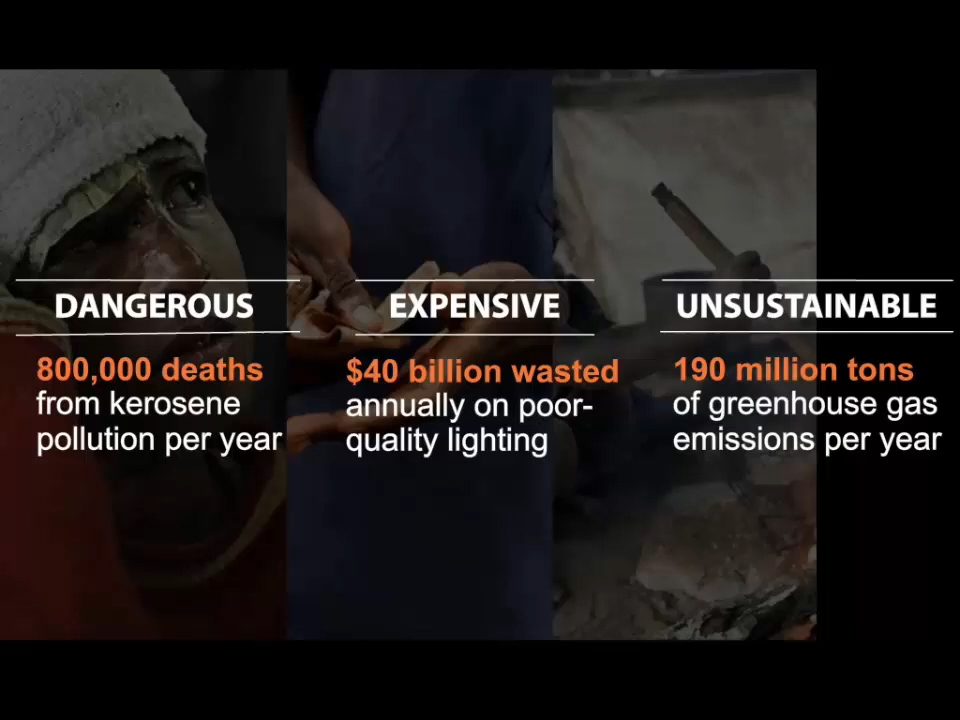 DANGEROUS
800,000 deaths
from kerosene
pollution per year
EXPENSIVE
$40 billion wasted
annually on poor-
quality lighting
UNSUSTAINABLE
190 million tons
of greenhouse gas
emissions per year